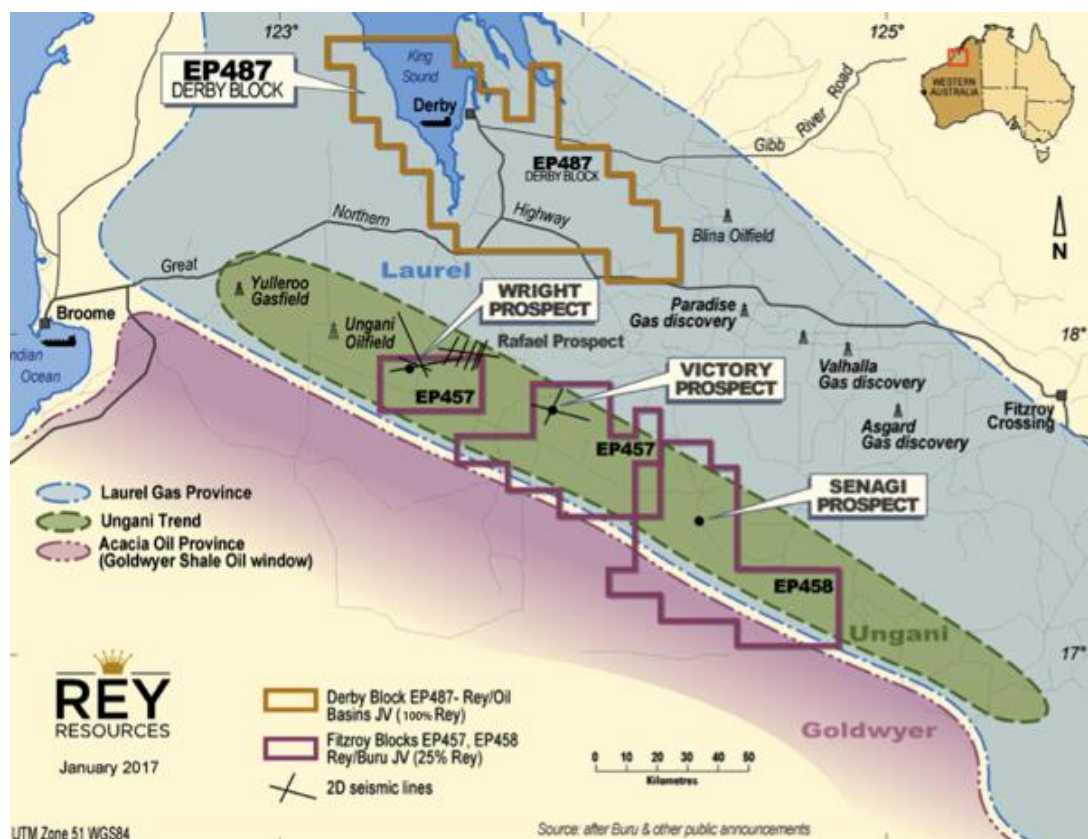 123°
125°
EP487
DERBY BLOCK
King
Sound
Derby
WESTERN
AUSTRALIA
Gibb River Road
EP487
DERBY BLOCK
N
Great Northern Highway
Blina Oilfield
Laurel
Yulleroo
Gasfield
WRIGHT
PROSPECT
Paradise
Gas discovery
Broome
Ungani
Oilfield
Rafael Prospect
18°
Indian
Ocean
VICTORY
PROSPECT
Valhalla
Gas discovery
EP457
Asgard
Gas discovery
Fitzroy
Crossing
EP457
SENAGI
PROSPECT
Laurel Gas Province
Ungani Trend
Acacia Oil Province
(Goldwyer Shale Oil window)
EP458
Ungani
17°
REY
RESOURCES
January 2017
Derby Block EP487- Rey/Oil
Basins JV (100% Rey)
Fitzroy Blocks EP457, EP458
Rey/Buru JV (25% Rey)
2D seismic lines
Goldwyer
0 10 20 30 40 50
Kilometres
UTM Zone 51 WGS84
Source: after Buru & other public announcements